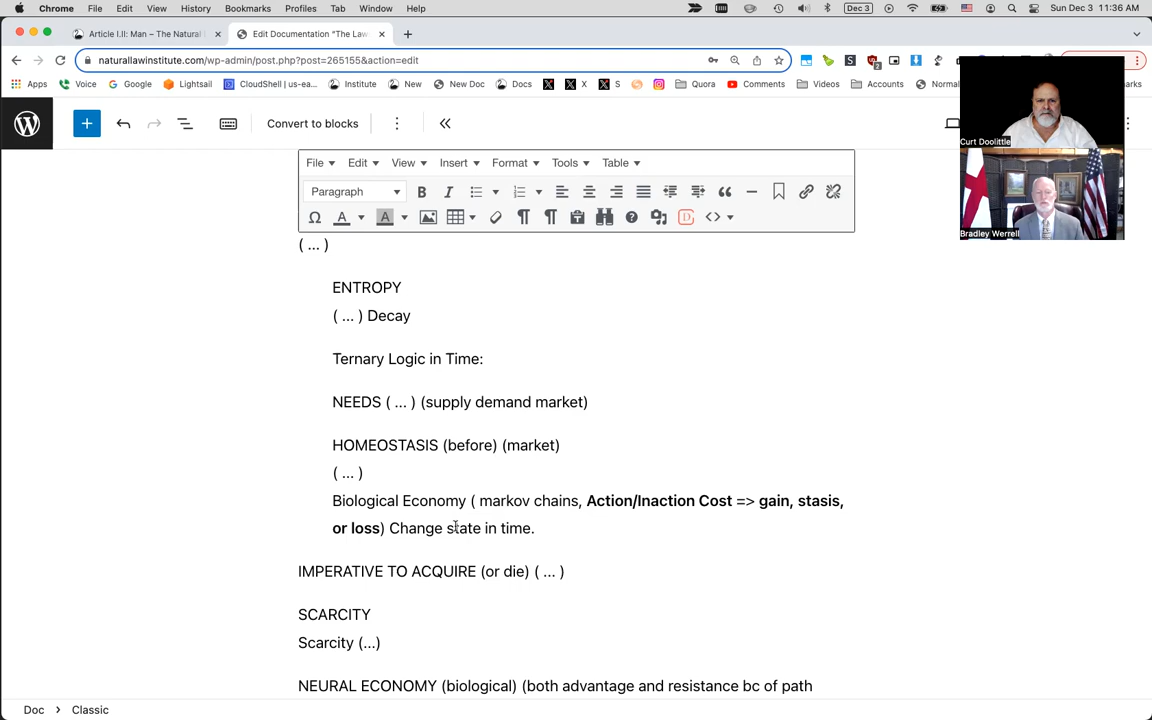 Chrome File Edit View History Bookmarks Profiles Tab Window Help Dec 3 Sun Dec 3 11:36 AM
Article I.II: Man – The Natural Edit Documentation “The Law
naturallawinstitute.com/wp-admin/post.php?post=265155&action=edit
Apps Voice Google Lightsail CloudShell | us-ea... Institute New New Doc Docs X S Quora Comments Videos Accounts Normal
Convert to blocks
Curt Doolittle
File Edit View Insert Format Tools Table
Paragraph
Bradley Werrell
( ... )
ENTROPY
( ... ) Decay
Ternary Logic in Time:
NEEDS ( ... ) (supply demand market)
HOMEOSTASIS (before) (market)
( ... )
Biological Economy ( markov chains, Action/Inaction Cost => gain, stasis,
or loss) Change state in time.
IMPERATIVE TO ACQUIRE (or die) ( ... )
SCARCITY
Scarcity (...)
NEURAL ECONOMY (biological) (both advantage and resistance bc of path
Doc > Classic